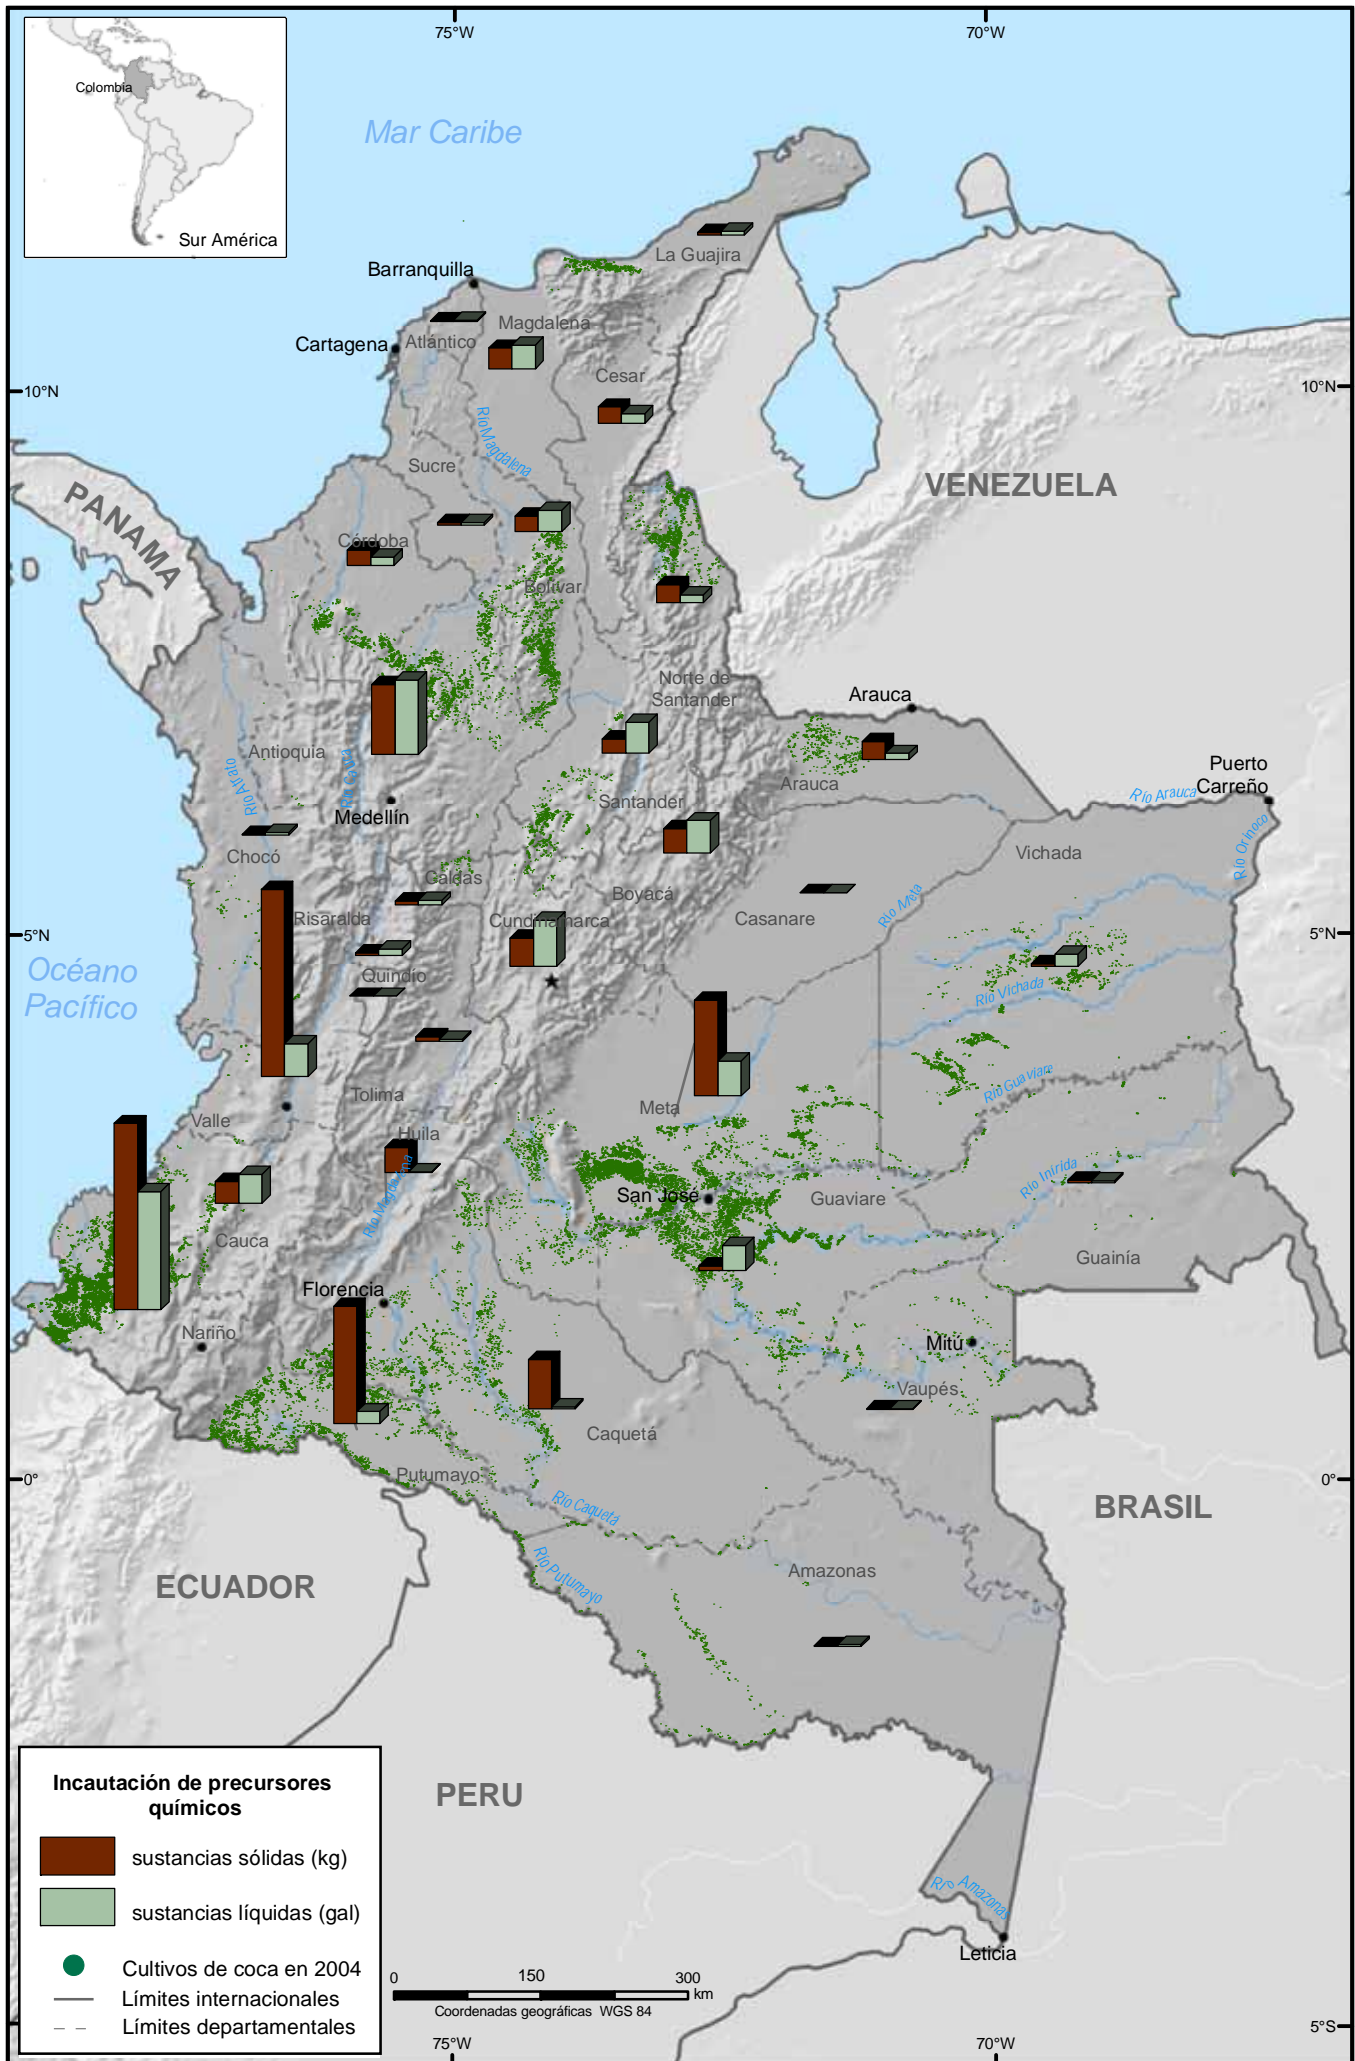 75°W
70°W
Colombia
Sur América
Mar Caribe
La Guajira
Barranquilla
Magdalena
Atlántico
Cartagena
Cesar
10°N
10°N
Río Magdalena
Sucre
VENEZUELA
PANAMA
Córdoba
Bolívar
Norte de
Santander
Arauca
Antioquia
Río Cauca
Río Atrato
Puerto
Carreño
Arauca
Río Arauca
Santander
Medellín
Río Orinoco
Chocó
Vichada
Caldas
Boyacá
Risaralda
Cundinamarca
Casanare
Río Meta
5°N
5°N
Océano
Pacífico
Quindío
Río Vichada
Río Guaviare
Tolima
Meta
Valle
Huila
Río Magdalena
San José
Guaviare
Río Inirida
Cauca
Guainía
Florencia
Nariño
Mitú
Vaupés
Caquetá
Putumayo
0°
0°
Río Caquetá
BRASIL
Río Putumayo
Amazonas
ECUADOR
PERU
Río Amazonas
Leticia
Incautación de precursores
químicos
sustancias sólidas (kg)
sustancias líquidas (gal)
Cultivos de coca en 2004
Límites internacionales
Límites departamentales
0 150 300
km
Coordenadas geográficas WGS 84
5°S
75°W
70°W